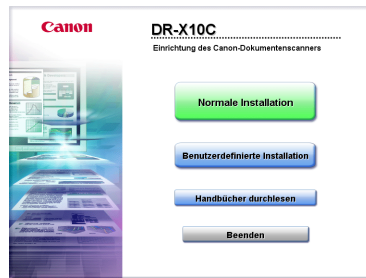 Canon
DR-X10C
Einrichtung des Canon-Dokumentenscanners
Normale Installation
Benutzerdefinierte Installation
Handbücher durchlesen
Beenden